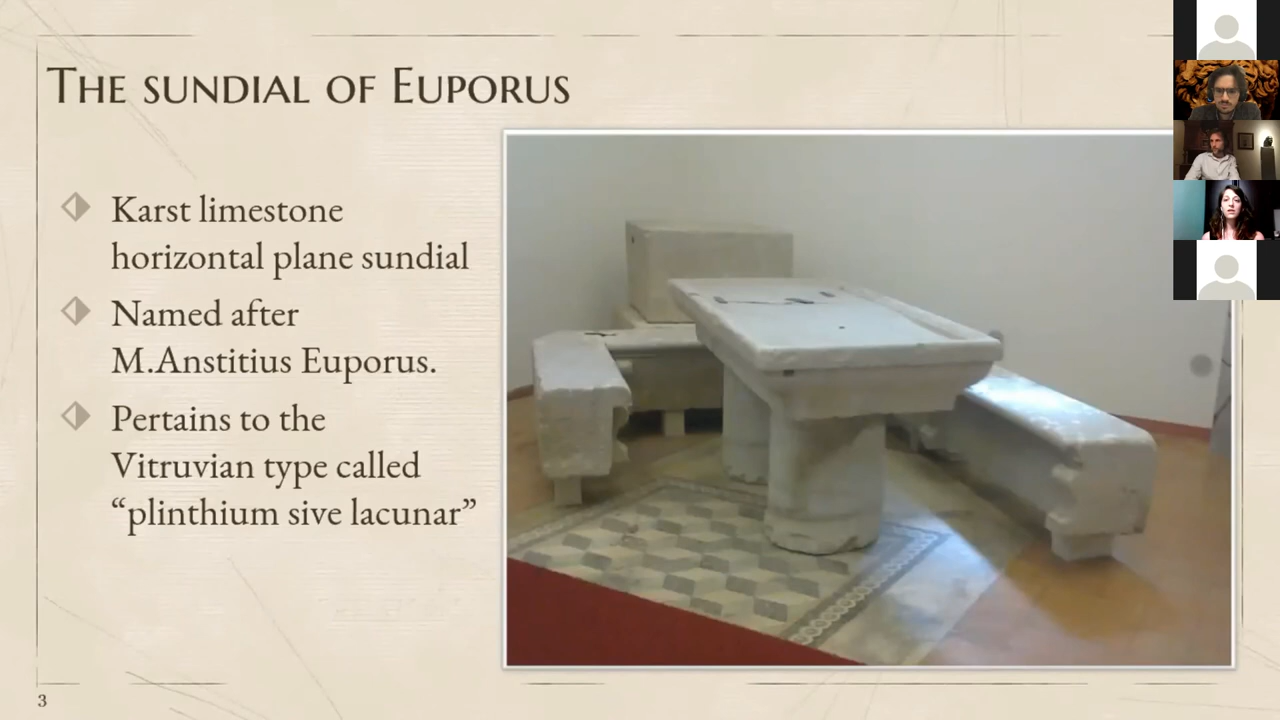 The sundial of Euporus
Karst limestone
horizontal plane sundial
Named after
M.Anstitius Euporus.
Pertains to the
Vitruvian type called
“plinthium sive lacunar”
3